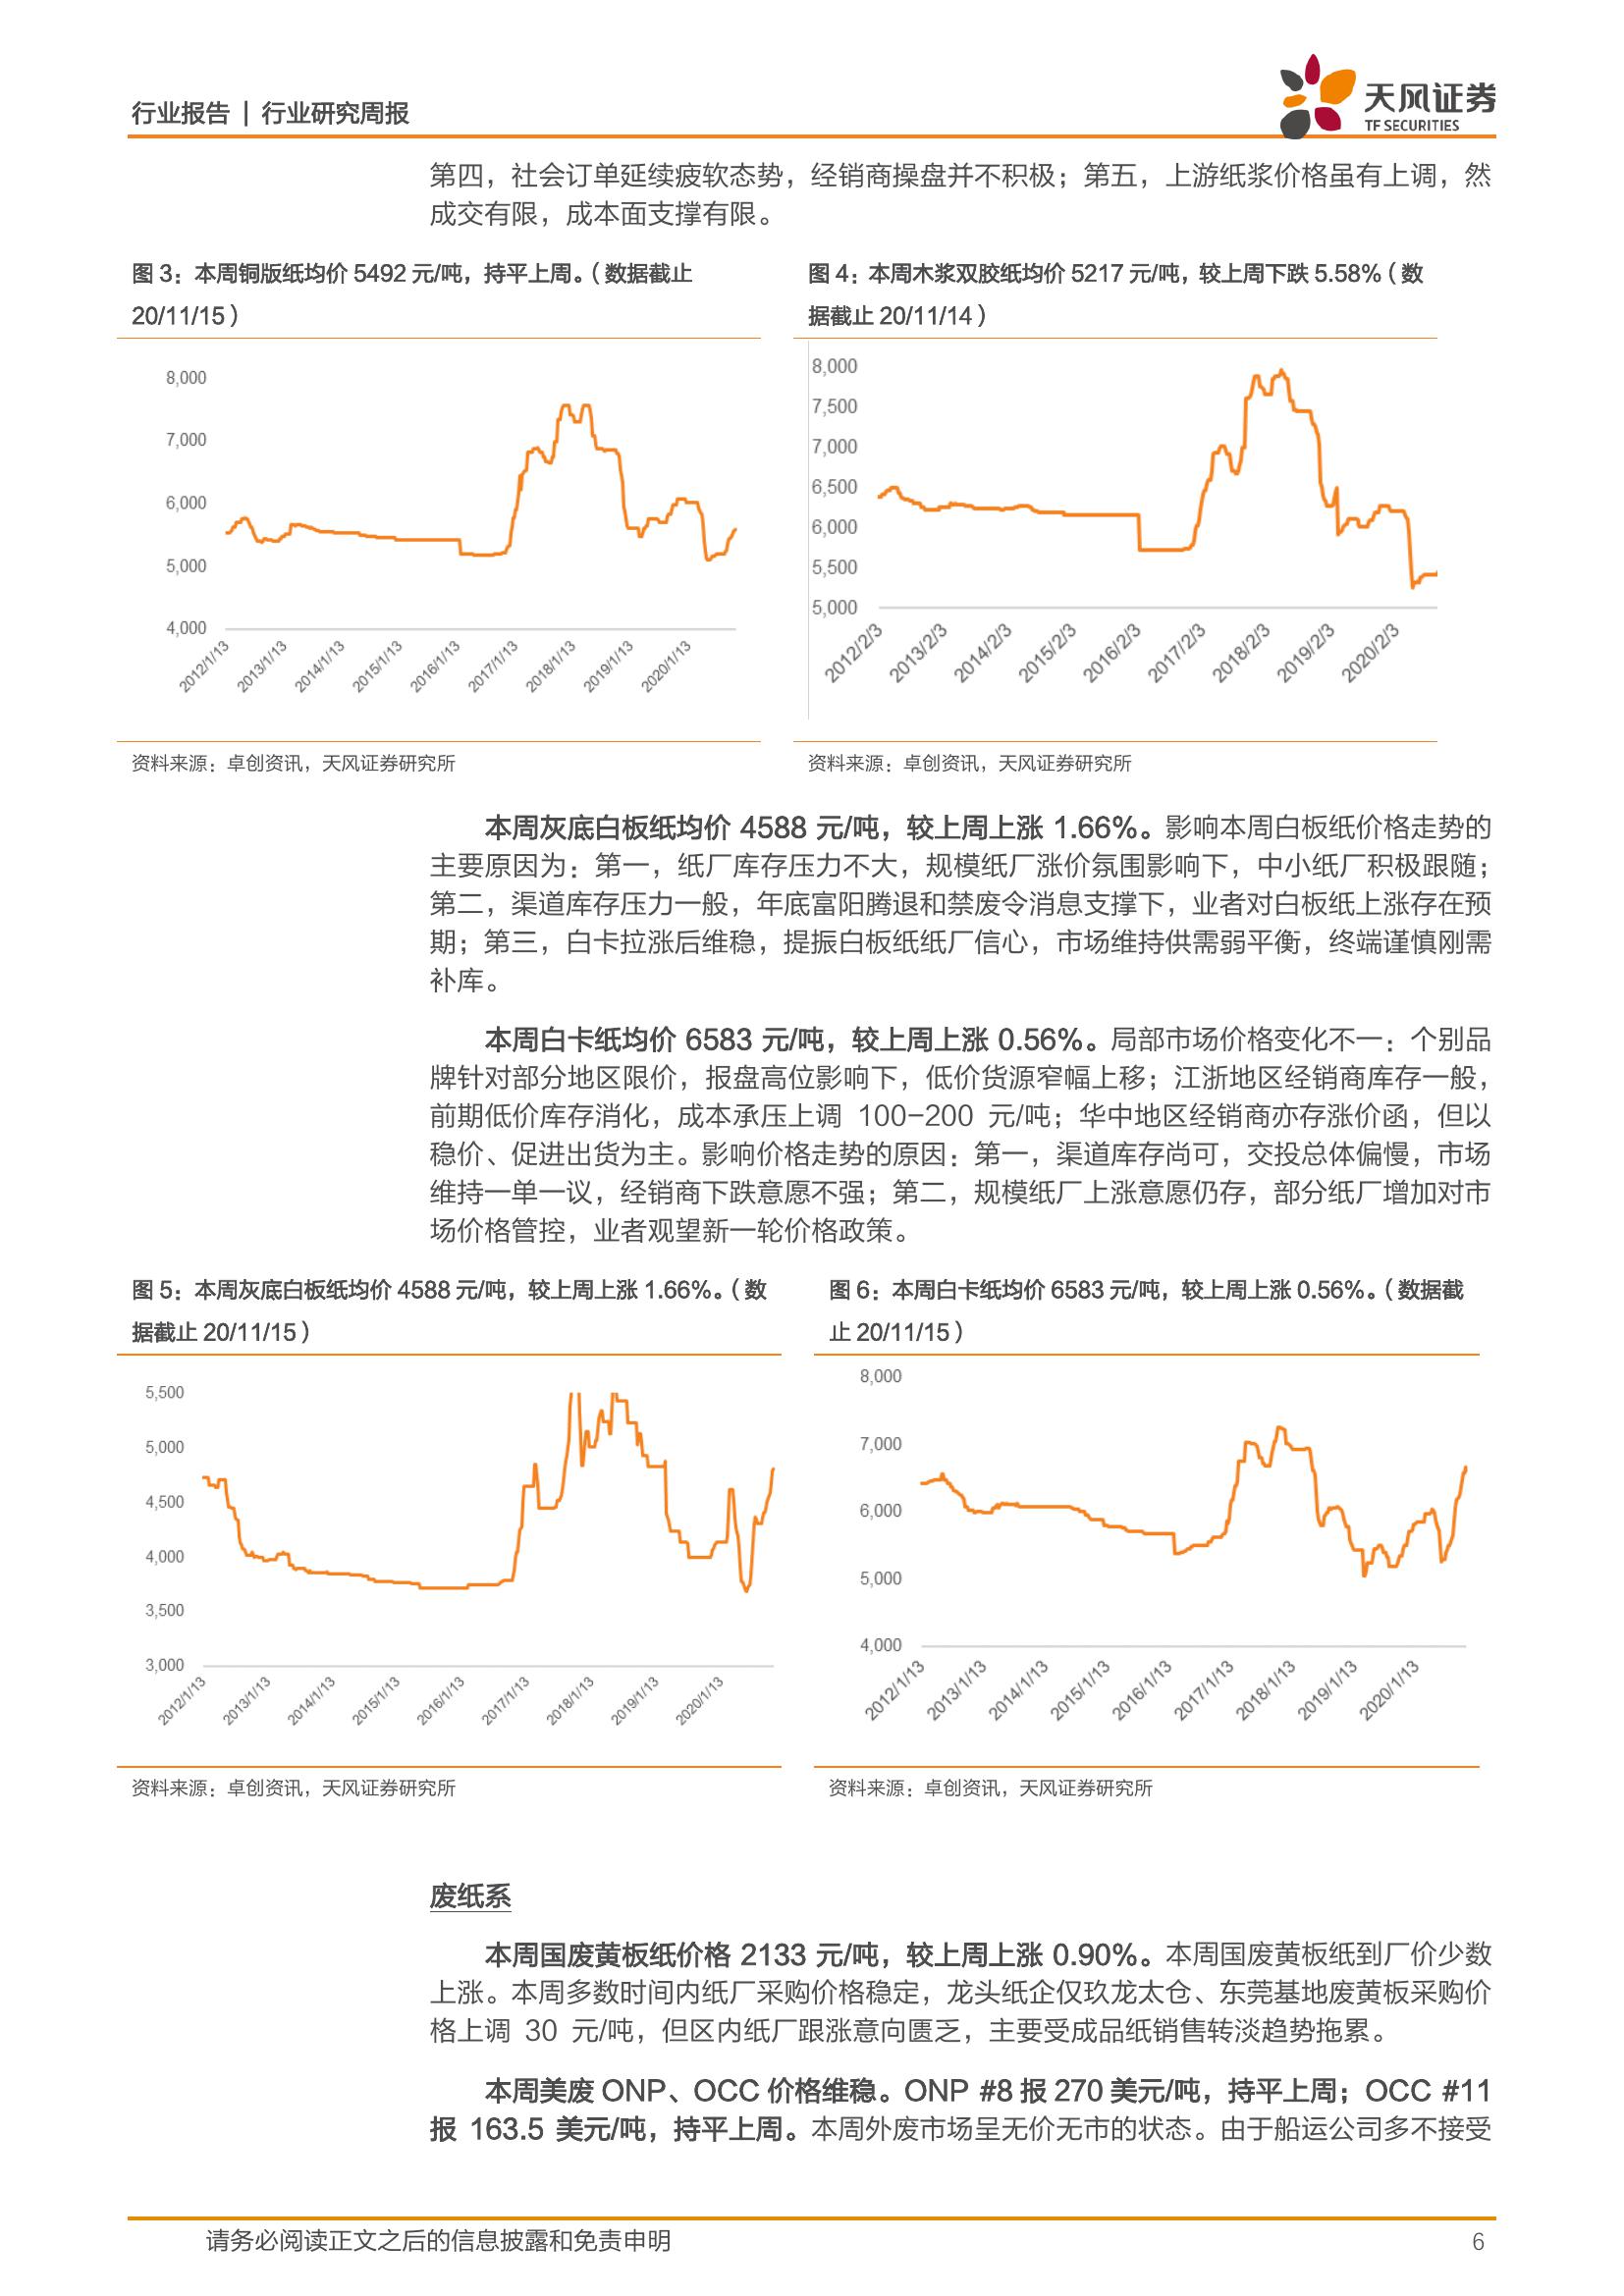 行业报告 | 行业研究周报
天风证券
TF SECURITIES
第四，社会订单延续疲软态势，经销商操盘并不积极；第五，上游纸浆价格虽有上调，然
成交有限，成本面支撑有限。
图 3：本周铜版纸均价 5492 元/吨，持平上周。（数据截止
20/11/15）
8,000
7,000
6,000
5,000
4,000
2012/1/13
2013/1/13
2014/1/13
2015/1/13
2016/1/13
2017/1/13
2018/1/13
2019/1/13
2020/1/13
资料来源：卓创资讯，天风证券研究所
图 4：本周木浆双胶纸均价 5217 元/吨，较上周下跌 5.58%（数
据截止 20/11/14）
8,000
7,500
7,000
6,500
6,000
5,500
5,000
2012/2/3
2013/2/3
2014/2/3
2015/2/3
2016/2/3
2017/2/3
2018/2/3
2019/2/3
2020/2/3
资料来源：卓创资讯，天风证券研究所
本周灰底白板纸均价 4588 元/吨，较上周上涨 1.66%。影响本周白板纸价格走势的
主要原因为：第一，纸厂库存压力不大，规模纸厂涨价氛围影响下，中小纸厂积极跟随；
第二，渠道库存压力一般，年底富阳腾退和禁废令消息支撑下，业者对白板纸上涨存在预
期；第三，白卡拉涨后维稳，提振白板纸纸厂信心，市场维持供需弱平衡，终端谨慎刚需
补库。
本周白卡纸均价 6583 元/吨，较上周上涨 0.56%。局部市场价格变化不一：个别品
牌针对部分地区限价，报盘高位影响下，低价货源窄幅上移；江浙地区经销商库存一般，
前期低价库存消化，成本承压上调 100-200 元/吨；华中地区经销商亦存涨价函，但以
稳价、促进出货为主。影响价格走势的原因：第一，渠道库存尚可，交投总体偏慢，市场
维持一单一议，经销商下跌意愿不强；第二，规模纸厂上涨意愿仍存，部分纸厂增加对市
场价格管控，业者观望新一轮价格政策。
图 5：本周灰底白板纸均价 4588 元/吨，较上周上涨 1.66%。（数
据截止 20/11/15）
5,500
5,000
4,500
4,000
3,500
3,000
2012/1/13
2013/1/13
2014/1/13
2015/1/13
2016/1/13
2017/1/13
2018/1/13
2019/1/13
2020/1/13
资料来源：卓创资讯，天风证券研究所
图 6：本周白卡纸均价 6583 元/吨，较上周上涨 0.56%。（数据截
止 20/11/15）
8,000
7,000
6,000
5,000
4,000
2012/1/13
2013/1/13
2014/1/13
2015/1/13
2016/1/13
2017/1/13
2018/1/13
2019/1/13
2020/1/13
资料来源：卓创资讯，天风证券研究所
废纸系
本周国废黄板纸价格 2133 元/吨，较上周上涨 0.90%。本周国废黄板纸到厂价少数
上涨。本周多数时间内纸厂采购价格稳定，龙头纸企仅玖龙太仓、东莞基地废黄板采购价
格上调 30 元/吨，但区内纸厂跟涨意向匮乏，主要受成品纸销售转淡趋势拖累。
本周美废 ONP、OCC 价格维稳。ONP #8 报 270 美元/吨，持平上周；OCC #11
报 163.5 美元/吨，持平上周。本周外废市场呈无价无市的状态。由于船运公司多不接受
请务必阅读正文之后的信息披露和免责申明
6